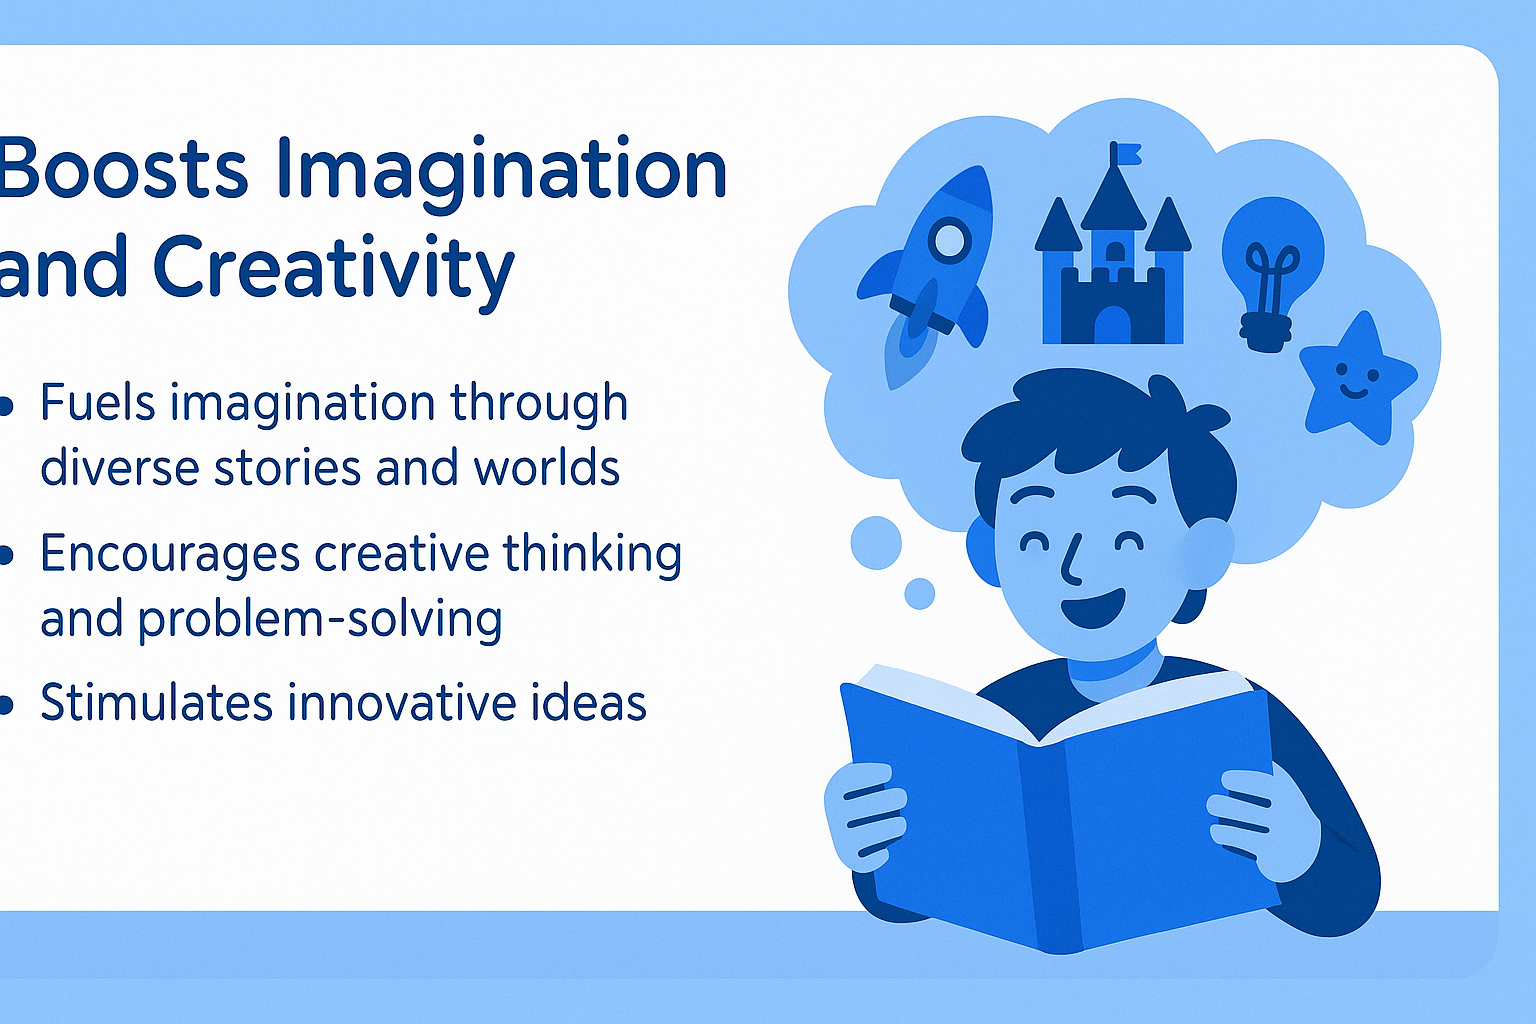 Boosts Imagination
and Creativity
• Fuels imagination through
diverse stories and worlds
• Encourages creative thinking
and problem-solving
• Stimulates innovative ideas